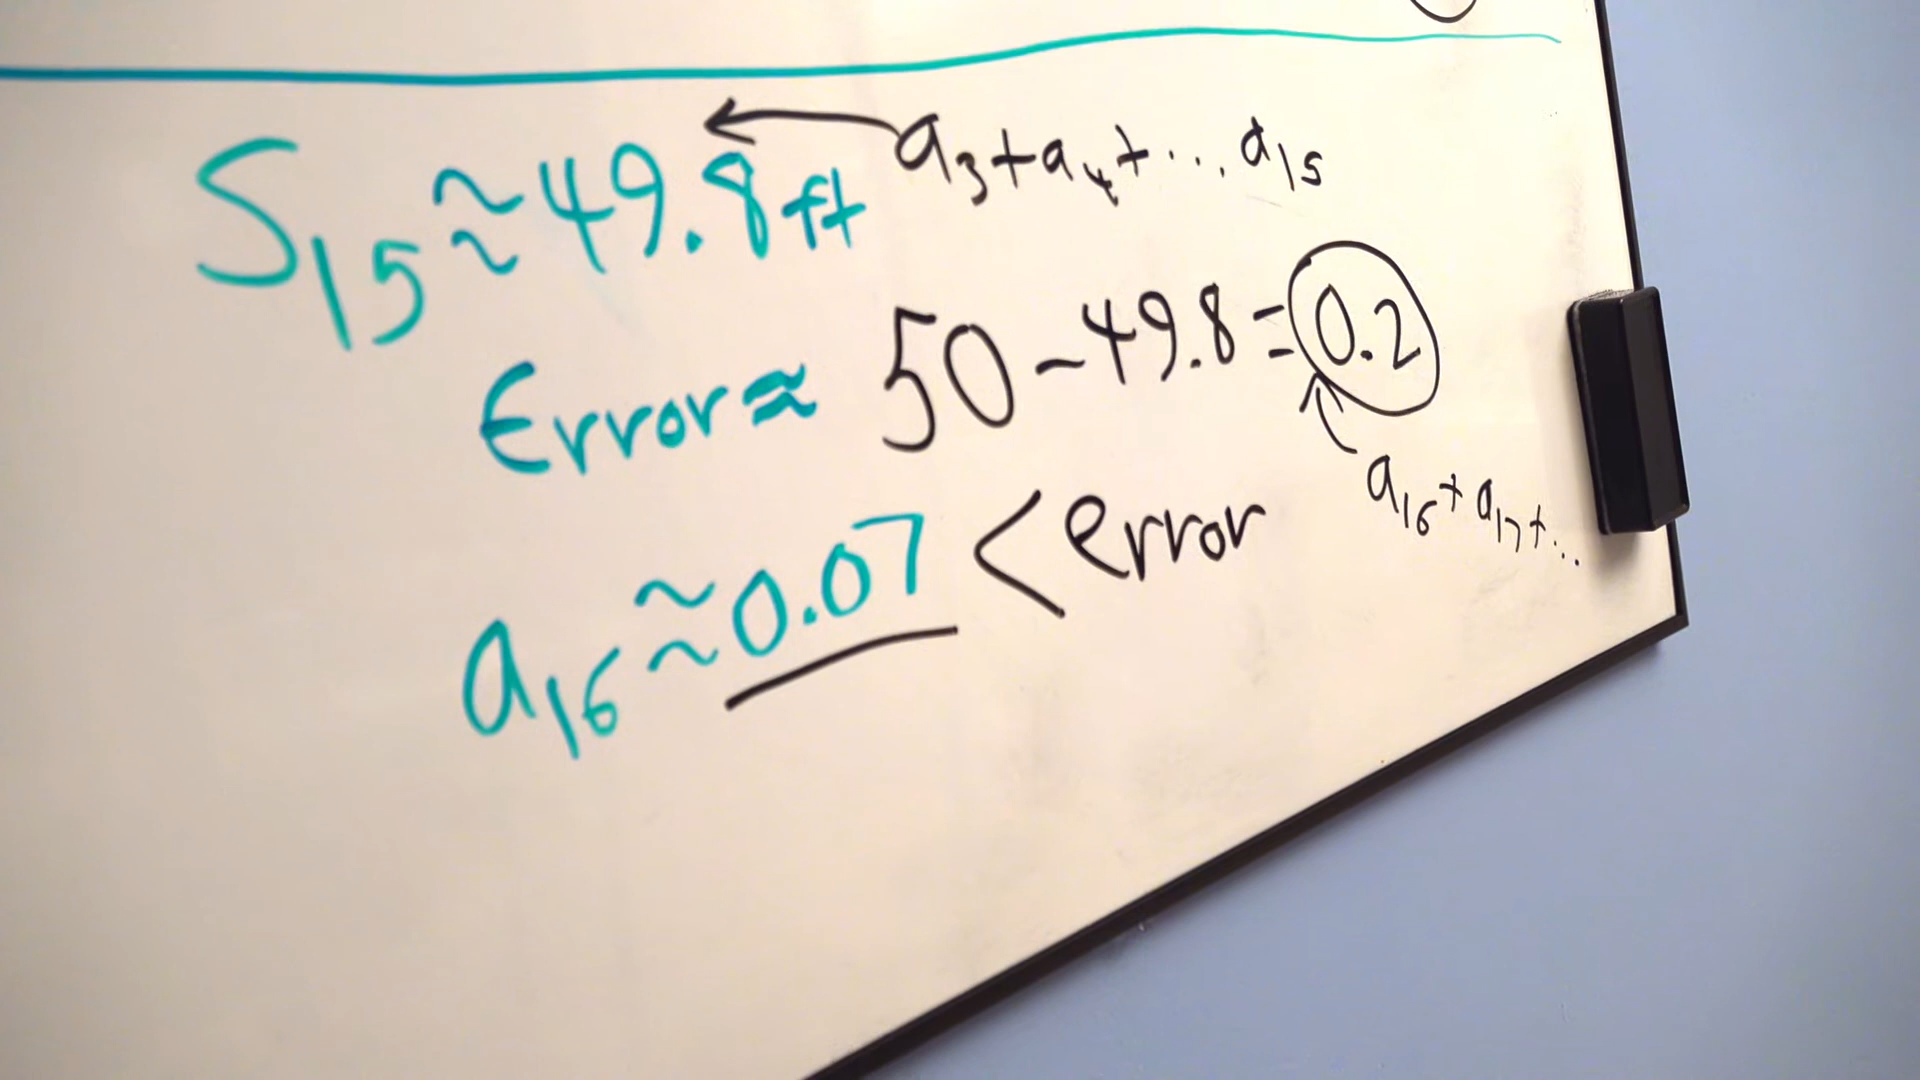 S₁₅ ≈ 49.8 ft ← a₃ + a₄ + ... a₁₅
Error ≈ 50 - 49.8 = 0.2
a₁₆ + a₁₇ + ...
a₁₆ ≈ 0.07 < error